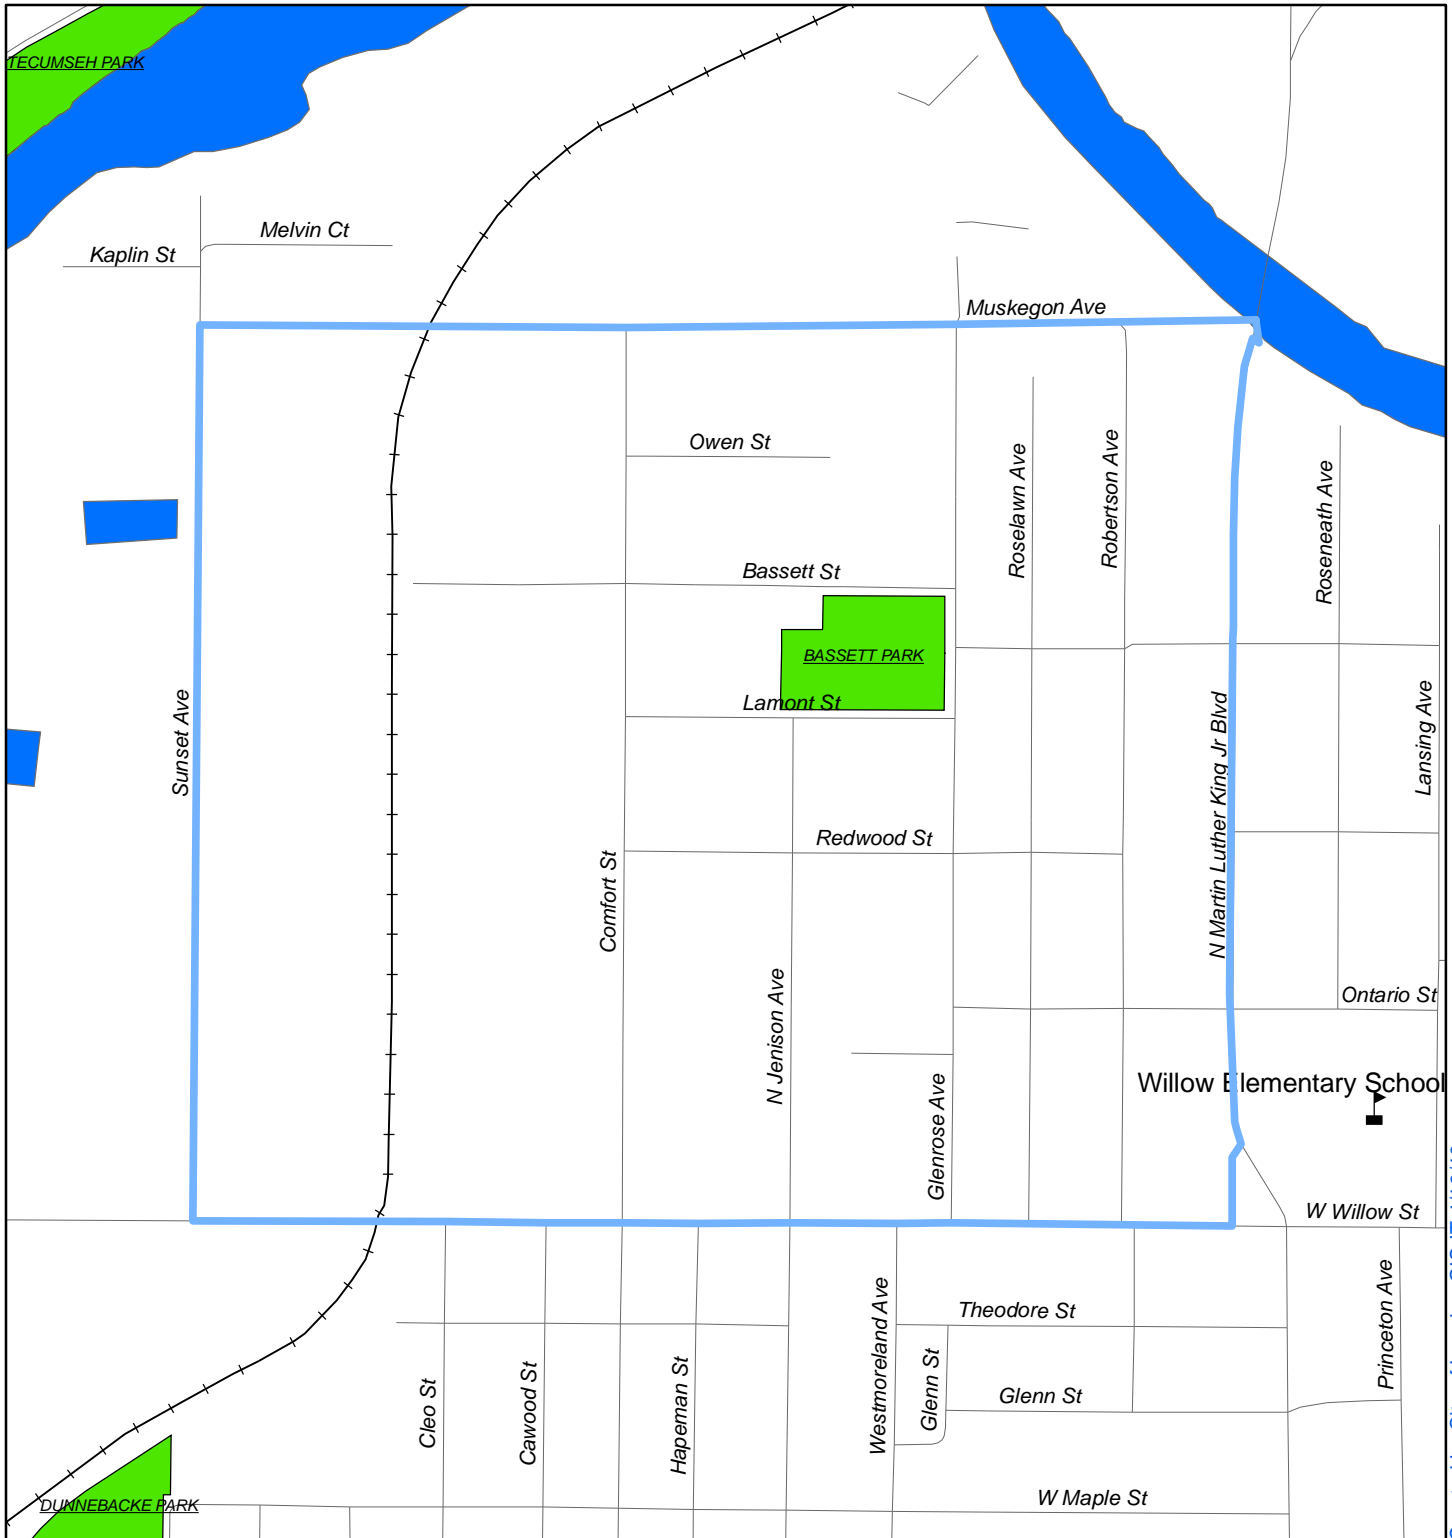 TECUMSEH PARK
Melvin Ct
Kaplin St
Muskegon Ave
Owen St
Roselawn Ave
Robertson Ave
Roseneath Ave
Bassett St
BASSETT PARK
Lamont St
Sunset Ave
N Martin Luther King Jr Blvd
Lansing Ave
Redwood St
Comfort St
N Jenison Ave
Ontario St
Glenrose Ave
Willow Elementary School
W Willow St
Theodore St
Westmoreland Ave
Princeton Ave
Glenn St
Glenn St
Cleo St
Cawood St
Hapeman St
W Maple St
DUNNEBACKE PARK